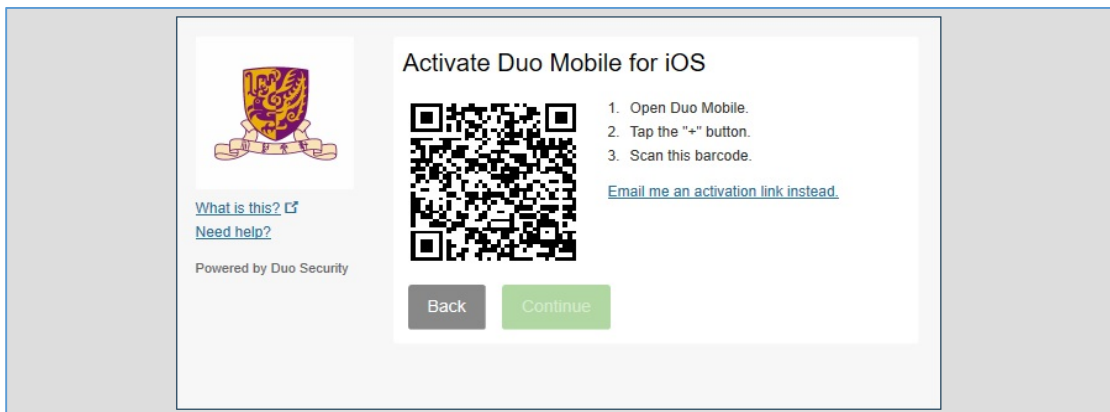 Activate Duo Mobile for iOS
1. Open Duo Mobile.
2. Tap the "+" button.
3. Scan this barcode.
Email me an activation link instead.
What is this?
Need help?
Powered by Duo Security
Back
Continue